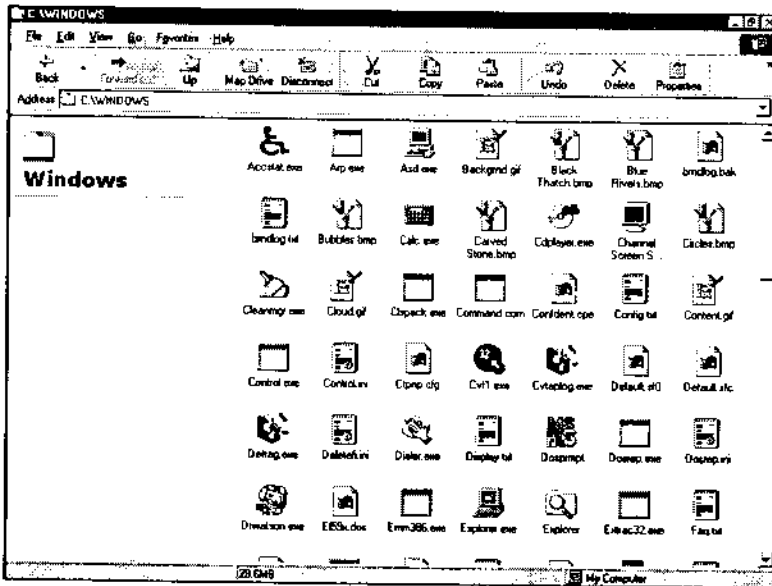 C:\WINDOWS
File Edit View Go Favorites Help
Back Forward Up Map Drive Disconnect Cut Copy Paste Undo Delete Properties
Address C:\WINDOWS
Windows
Accstat.exe Arp.exe Asd.exe Backgrnd.gif Black Thatch.bmp Blue Rivets.bmp bmdlog.bak
bmdlog.txt Bubbles.bmp Calc.exe Carved Stone.bmp Cdplayer.exe Channel Screen S... Circles.bmp
Cleanmgr.exe Cloud.gif Clspack.exe Command.com Confident.cpe Config.txt Content.gif
Control.exe Control.ini Ctpnp.cfg Cvt1.exe Cvtaplog.exe Default.sf0 Default.sfc
Defrag.exe Deletefi.ini Dialer.exe Display.txt Dosprmpt Dosrep.exe Dosrep.ini
Drwatson.exe El59x.dos Emm386.exe Explorer.exe Explorer Extrac32.exe Faq.txt
28.6MB My Computer